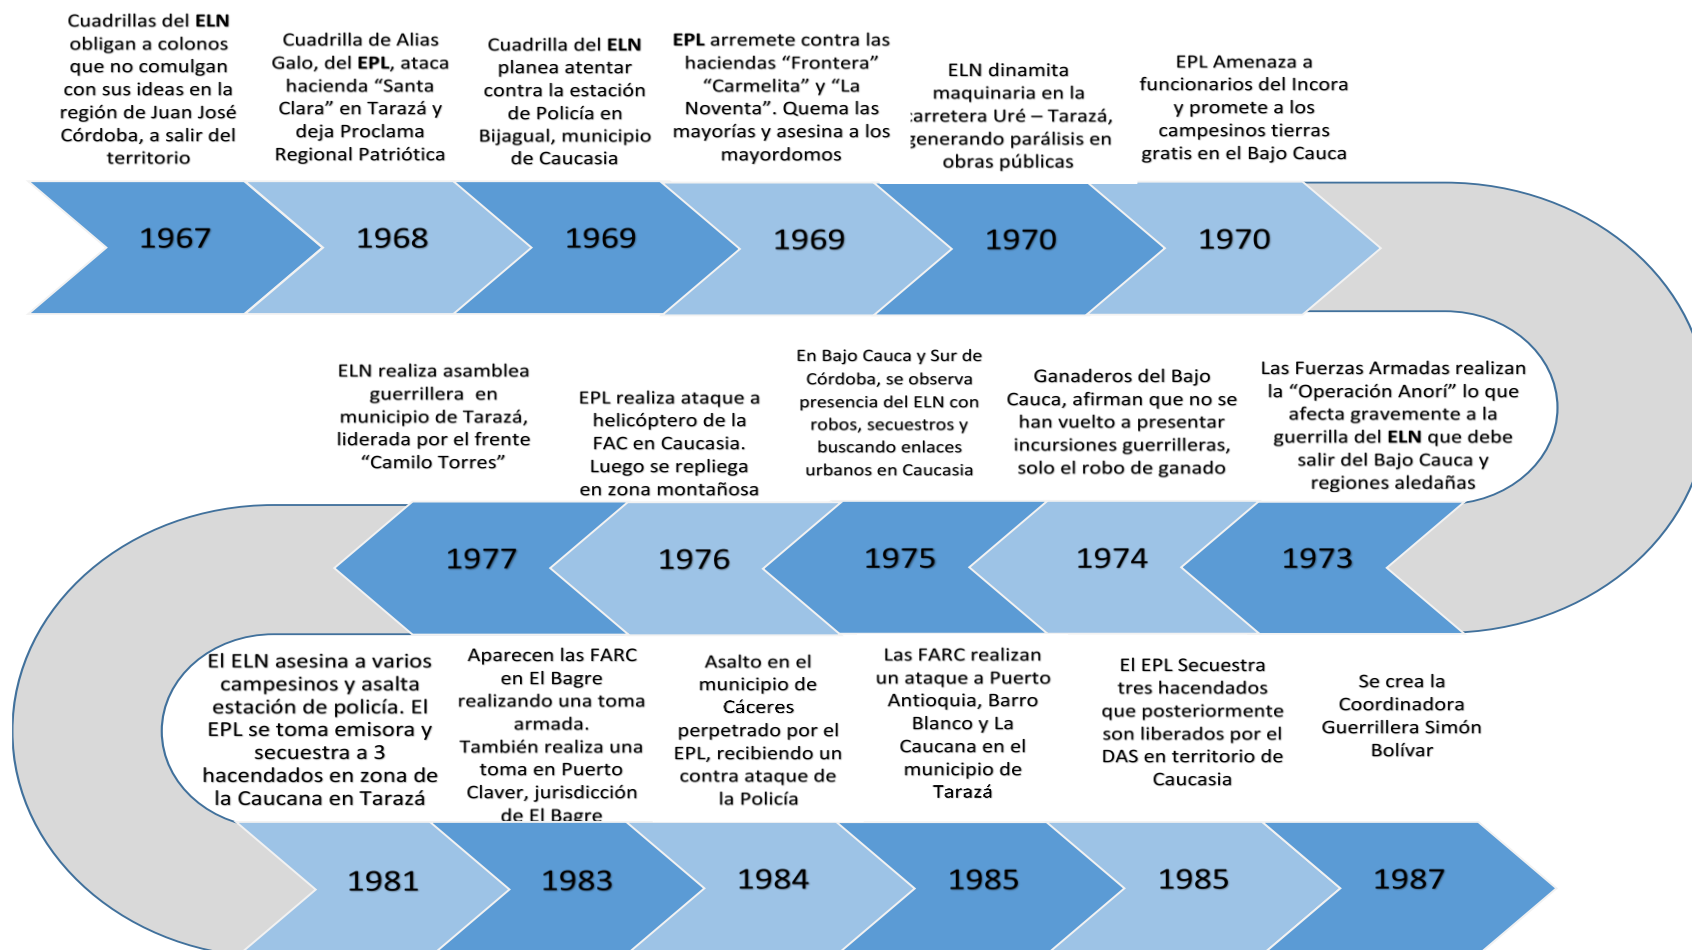 Cuadrillas del ELN
obligan a colonos
que no comulgan
con sus ideas en la
región de Juan José
Córdoba, a salir del
territorio
Cuadrilla de Alias
Galo, del EPL, ataca
hacienda “Santa
Clara” en Tarazá y
deja Proclama
Regional Patriótica
Cuadrilla del ELN
planea atentar
contra la estación
de Policía en
Bijagual, municipio
de Caucasia
EPL arremete contra las
haciendas “Frontera”
“Carmelita” y “La
Noventa”. Quema las
mayorías y asesina a los
mayordomos
ELN dinamita
maquinaria en la
carretera Uré – Tarazá,
generando parálisis en
obras públicas
EPL Amenaza a
funcionarios del Incora
y promete a los
campesinos tierras
gratis en el Bajo Cauca
1967
1968
1969
1969
1970
1970
ELN realiza asamblea
guerrillera en
municipio de Tarazá,
liderada por el frente
“Camilo Torres”
EPL realiza ataque a
helicóptero de la
FAC en Caucasia.
Luego se repliega
en zona montañosa
En Bajo Cauca y Sur de
Córdoba, se observa
presencia del ELN con
robos, secuestros y
buscando enlaces
urbanos en Caucasia
Ganaderos del Bajo
Cauca, afirman que no se
han vuelto a presentar
incursiones guerrilleras,
solo el robo de ganado
Las Fuerzas Armadas realizan
la “Operación Anorí” lo que
afecta gravemente a la
guerrilla del ELN que debe
salir del Bajo Cauca y
regiones aledañas
1977
1976
1975
1974
1973
El ELN asesina a varios
campesinos y asalta
estación de policía. El
EPL se toma emisora y
secuestra a 3
hacendados en zona de
la Caucana en Tarazá
Aparecen las FARC
en El Bagre
realizando una toma
armada.
También realiza una
toma en Puerto
Claver, jurisdicción
de El Bagre
Asalto en el
municipio de
Cáceres
perpetrado por el
EPL, recibiendo un
contra ataque de
la Policía
Las FARC realizan
un ataque a Puerto
Antioquia, Barro
Blanco y La
Caucana en el
municipio de
Tarazá
El EPL Secuestra
tres hacendados
que posteriormente
son liberados por el
DAS en territorio de
Caucasia
Se crea la
Coordinadora
Guerrillera Simón
Bolívar
1981
1983
1984
1985
1985
1987